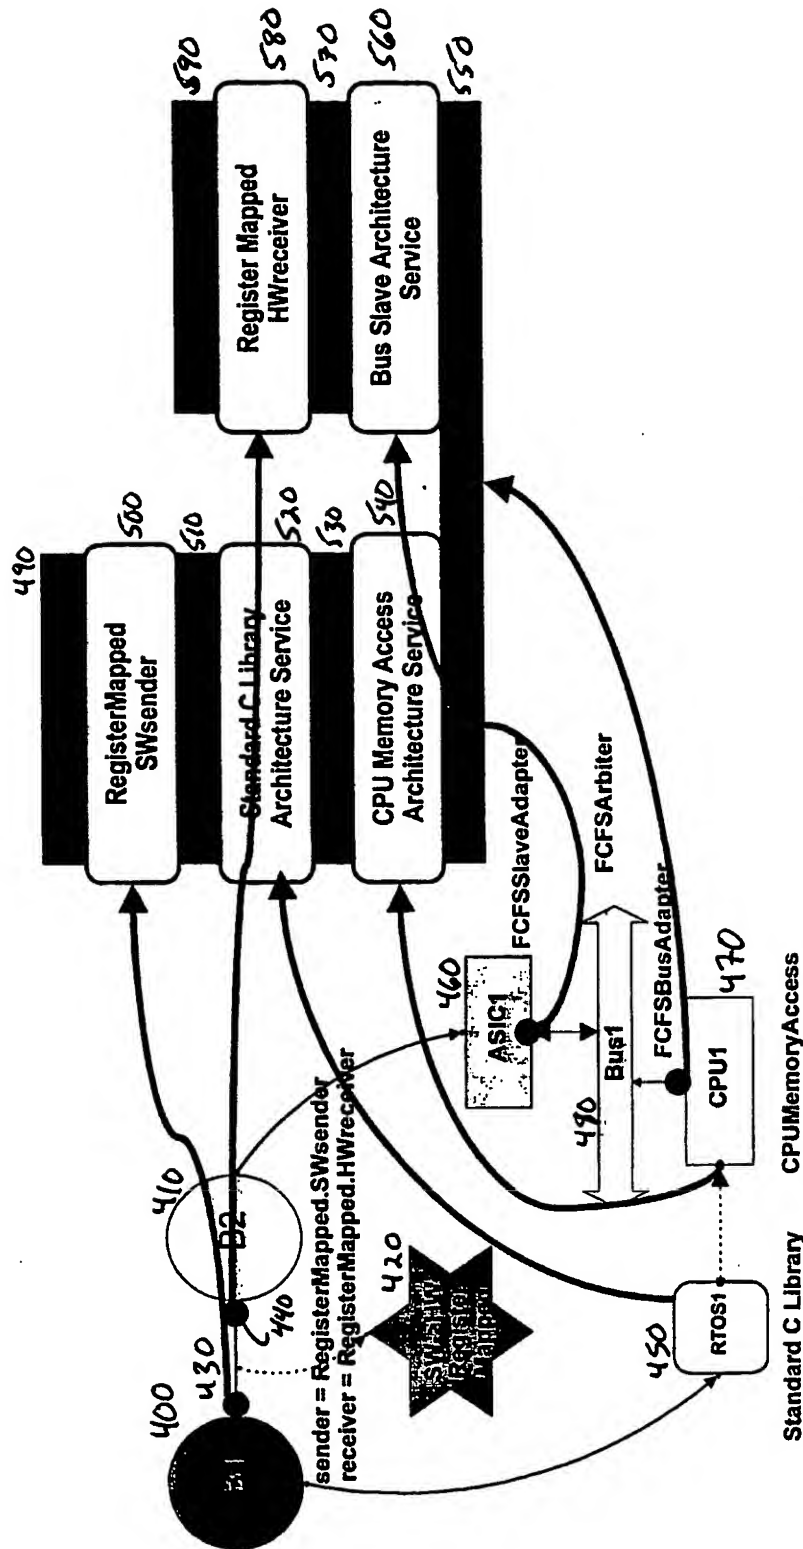 490
RegisterMapped
SWsender
500
510
Standard C Library
Architecture Service
520
530
CPU Memory Access
Architecture Service
540
590
Register Mapped
HWreceiver
580
570
Bus Slave Architecture
Service
560
550
400
430
440
410
B2
sender = RegisterMapped.SWsender
receiver = RegisterMapped.HWreceiver
420
Register
Mapped
460
ASIC1
FCFSSlaveAdapter
FCFSArbiter
490
Bus1
FCFSBusAdapter
CPU1
470
450
RTOS1
Standard C Library
CPUMemoryAccess